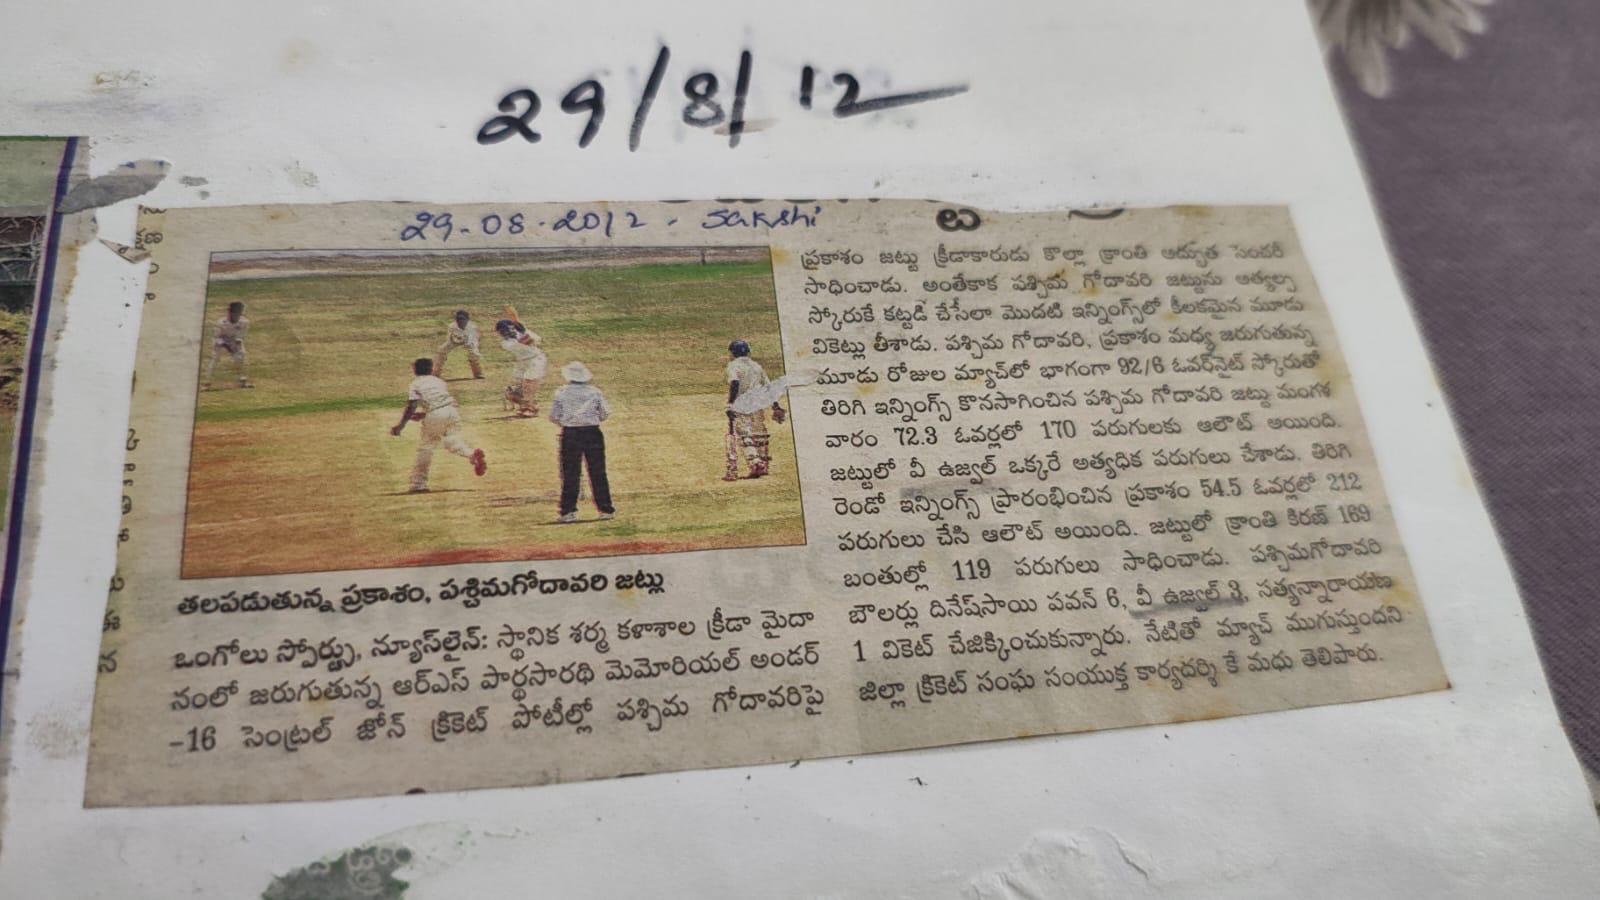 29/8/12
29-08-2012 - Sakshi
తలపడుతున్న ప్రకాశం, పశ్చిమగోదావరి జట్లు
ఒంగోలు స్పోర్ట్స్, న్యూస్‌లైన్: స్థానిక శర్మ కళాశాల క్రీడా మైదా
నంలో జరుగుతున్న ఆర్ఎస్ పార్థసారథి మెమోరియల్ అండర్
-16 సెంట్రల్ జోన్ క్రికెట్ పోటీల్లో పశ్చిమ గోదావరిపై
ప్రకాశం జట్టు క్రీడాకారుడు కొల్లా క్రాంతి అద్భుత సెంచరీ
సాధించాడు. అంతేకాక పశ్చిమ గోదావరి జట్టును అత్యల్ప
స్కోరుకే కట్టడి చేసేలా మొదటి ఇన్నింగ్స్‌లో కీలకమైన మూడు
వికెట్లు తీశాడు. పశ్చిమ గోదావరి, ప్రకాశం మధ్య జరుగుతున్న
మూడు రోజుల మ్యాచ్‌లో భాగంగా 92/6 ఓవర్‌నైట్ స్కోరుతో
తిరిగి ఇన్నింగ్స్ కొనసాగించిన పశ్చిమ గోదావరి జట్టు మంగళ
వారం 72.3 ఓవర్లలో 170 పరుగులకు ఆలౌట్ అయింది.
జట్టులో వీ ఉజ్వల్ ఒక్కరే అత్యధిక పరుగులు చేశాడు. తిరిగి
రెండో ఇన్నింగ్స్ ప్రారంభించిన ప్రకాశం 54.5 ఓవర్లలో 212
పరుగులు చేసి ఆలౌట్ అయింది. జట్టులో క్రాంతి కిరణ్ 169
బంతుల్లో 119 పరుగులు సాధించాడు. పశ్చిమగోదావరి
బౌలర్లు దినేష్‌సాయి పవన్ 6, వీ ఉజ్వల్ 3, సత్యన్నారాయణ
1 వికెట్ చేజిక్కించుకున్నారు. నేటితో మ్యాచ్ ముగుస్తుందని
జిల్లా క్రికెట్ సంఘ సంయుక్త కార్యదర్శి కే మధు తెలిపారు.